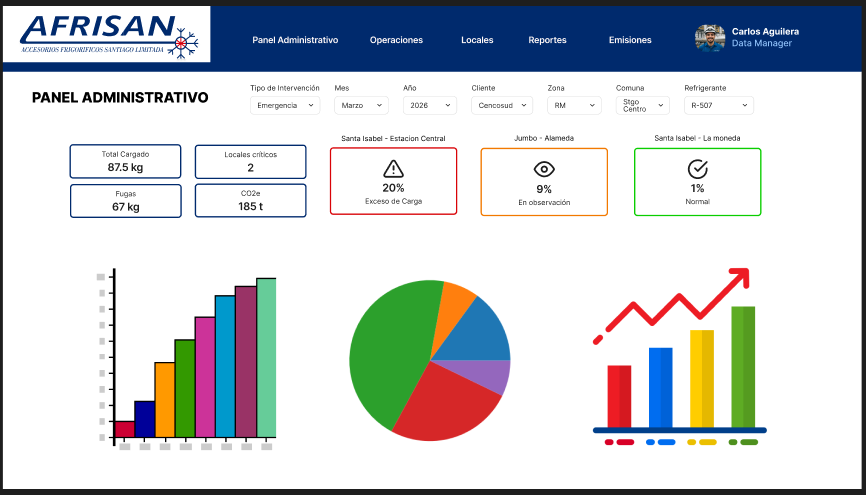 AFRISAN
ACCESORIOS FRIGORIFICOS SANTIAGO LIMITADA
Panel Administrativo
Operaciones
Locales
Reportes
Emisiones
Carlos Aguilera
Data Manager
PANEL ADMINISTRATIVO
Tipo de Intervención
Emergencia
Mes
Marzo
Año
2026
Cliente
Cencosud
Zona
RM
Comuna
Stgo
Centro
Refrigerante
R-507
Total Cargado
87.5 kg
Locales críticos
2
Fugas
67 kg
CO2e
185 t
Santa Isabel - Estacion Central
20%
Exceso de Carga
Jumbo - Alameda
9%
En observación
Santa Isabel - La moneda
1%
Normal